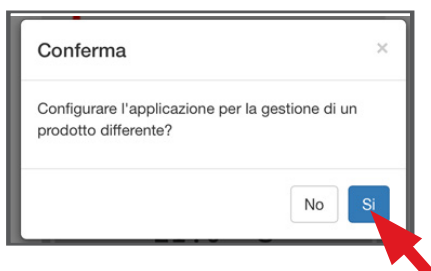 Conferma
×
Configurare l'applicazione per la gestione di un
prodotto differente?
No
Si